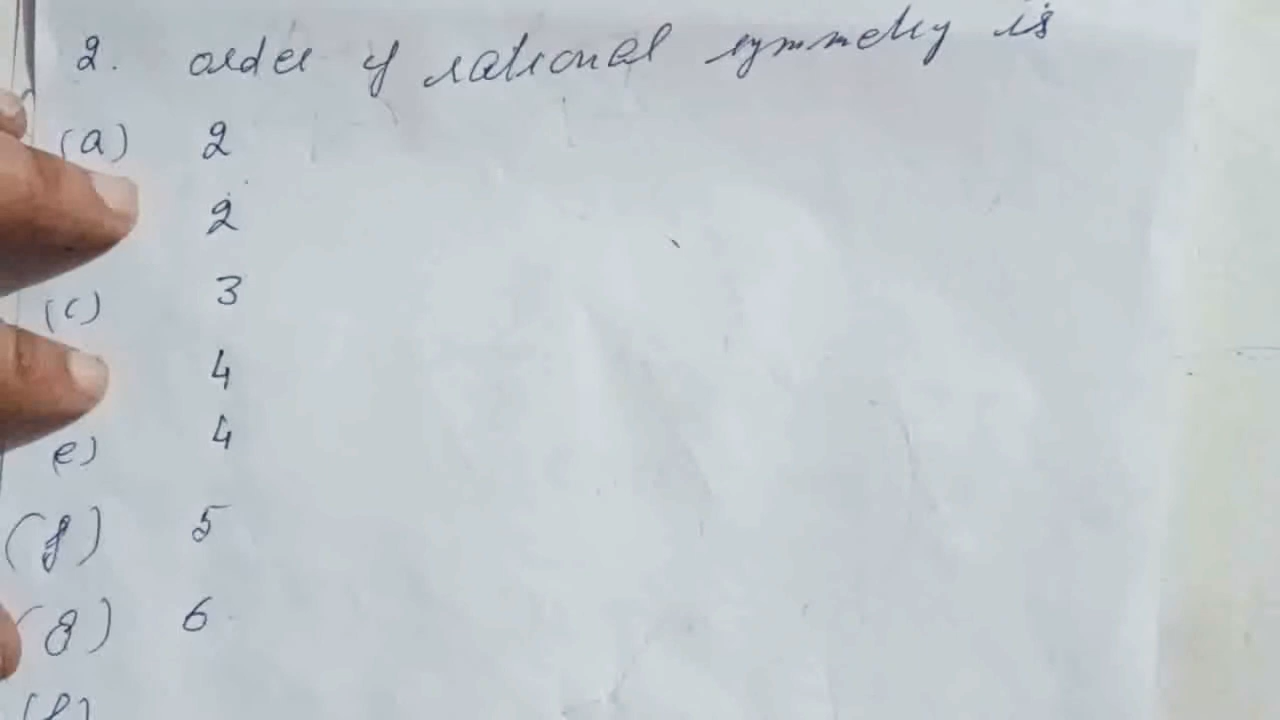 2. order of rational symmetry is
(a) 2
2
(c) 3
4
e) 4
(f) 5
(g) 6